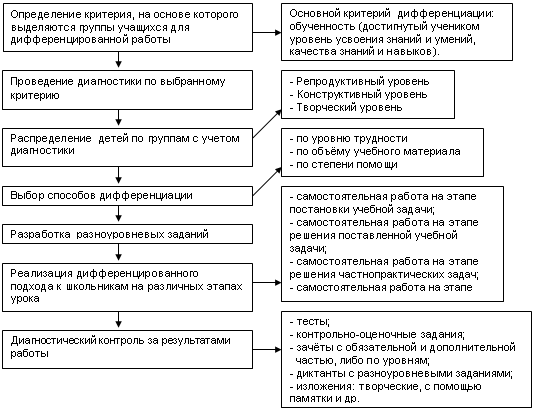 Определение критерия, на основе которого
выделяются группы учащихся для
дифференцированной работы
Основной критерий дифференциации:
обученность (достигнутый учеником
уровень усвоения знаний и умений,
качества знаний и навыков).
Проведение диагностики по выбранному
критерию
- Репродуктивный уровень
- Конструктивный уровень
- Творческий уровень
Распределение детей по группам с учетом
диагностики
- по уровню трудности
- по объёму учебного материала
- по степени помощи
Выбор способов дифференциации
- самостоятельная работа на этапе
постановки учебной задачи;
- самостоятельная работа на этапе
решения поставленной учебной
задачи;
- самостоятельная работа на этапе
решения частнопрактических задач;
- самостоятельная работа на этапе
Разработка разноуровневых заданий
Реализация дифференцированного
подхода к школьникам на различных этапах
урока
Диагностический контроль за результатами
работы
- тесты;
- контрольно-оценочные задания;
- зачёты с обязательной и дополнительной
частью, либо по уровням;
- диктанты с разноуровневыми заданиями;
- изложения: творческие, с помощью
памятки и др.